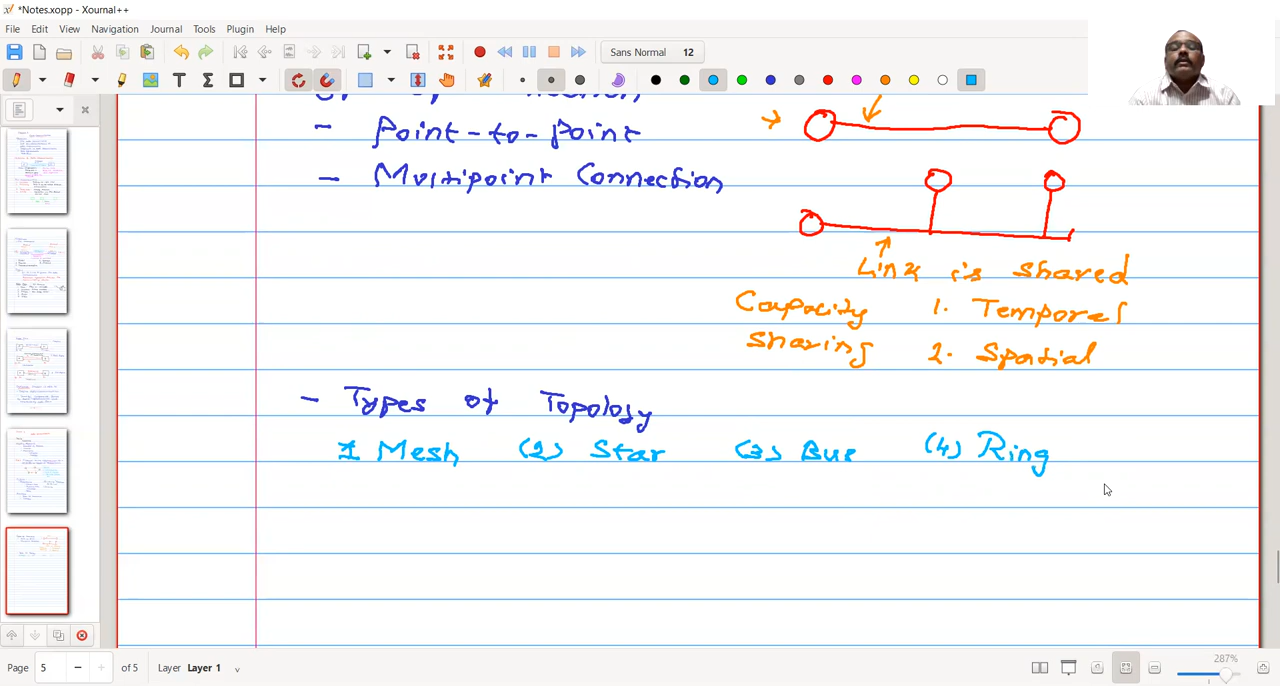 *Notes.xopp - Xournal++
File Edit View Navigation Journal Tools Plugin Help
Sans Normal 12
- Point-to-point
- Multipoint Connection
Link is shared
Capacity 1. Temporal
sharing 2. Spatial
- Types of Topology
1 Mesh (2) Star (3) Bus (4) Ring
Page 5 of 5 Layer Layer 1 287%